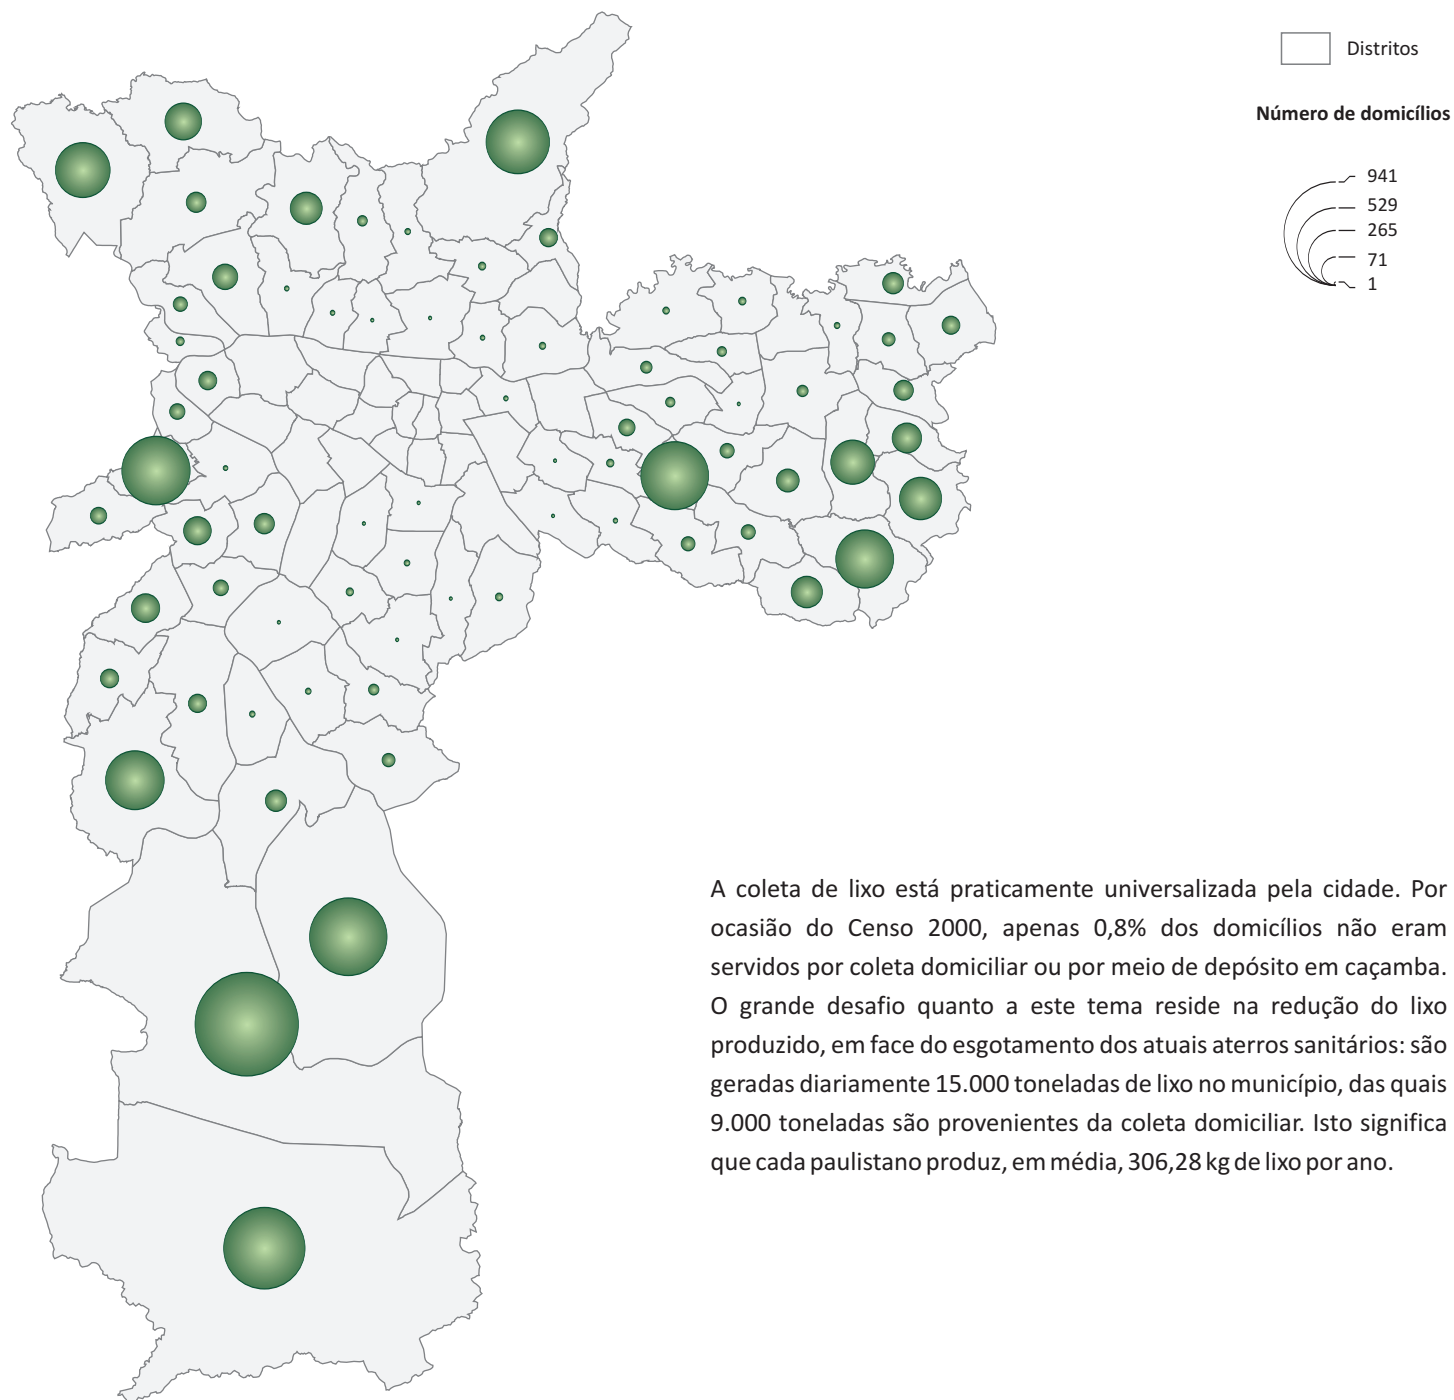 Distritos
Número de domicílios
941
529
265
71
1
A coleta de lixo está praticamente universalizada pela cidade. Por
ocasião do Censo 2000, apenas 0,8% dos domicílios não eram
servidos por coleta domiciliar ou por meio de depósito em caçamba.
O grande desafio quanto a este tema reside na redução do lixo
produzido, em face do esgotamento dos atuais aterros sanitários: são
geradas diariamente 15.000 toneladas de lixo no município, das quais
9.000 toneladas são provenientes da coleta domiciliar. Isto significa
que cada paulistano produz, em média, 306,28 kg de lixo por ano.